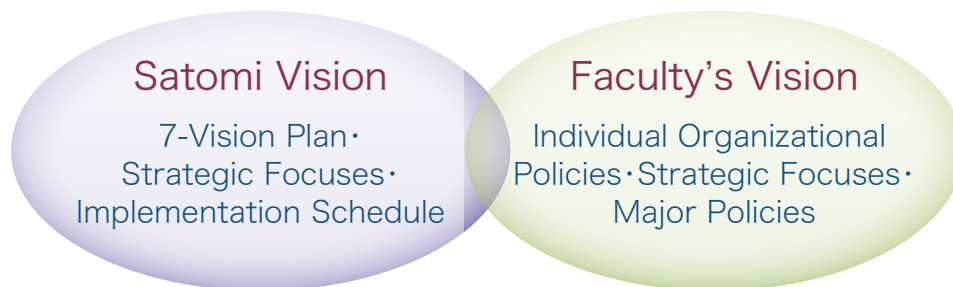 Satomi Vision
7-Vision Plan・
Strategic Focuses・
Implementation Schedule
Faculty’s Vision
Individual Organizational
Policies・Strategic Focuses・
Major Policies